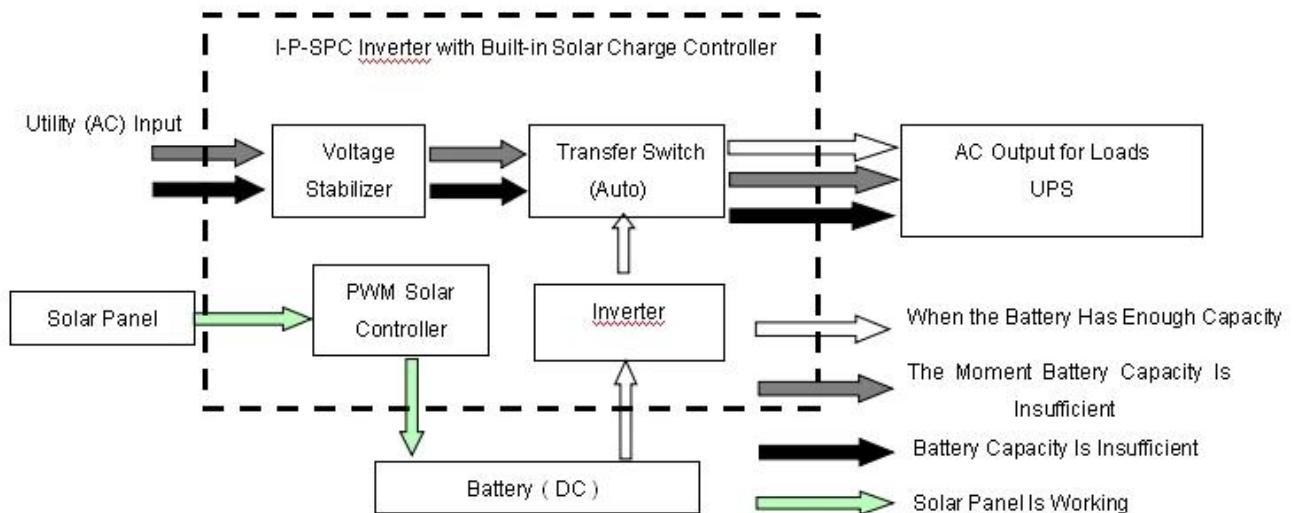 I-P-SPC Inverter with Built-in Solar Charge Controller
Utility (AC) Input
Voltage
Stabilizer
Transfer Switch
(Auto)
AC Output for Loads
UPS
Solar Panel
PWM Solar
Controller
Inverter
Battery ( DC )
When the Battery Has Enough Capacity
The Moment Battery Capacity Is
Insufficient
Battery Capacity Is Insufficient
Solar Panel Is Working